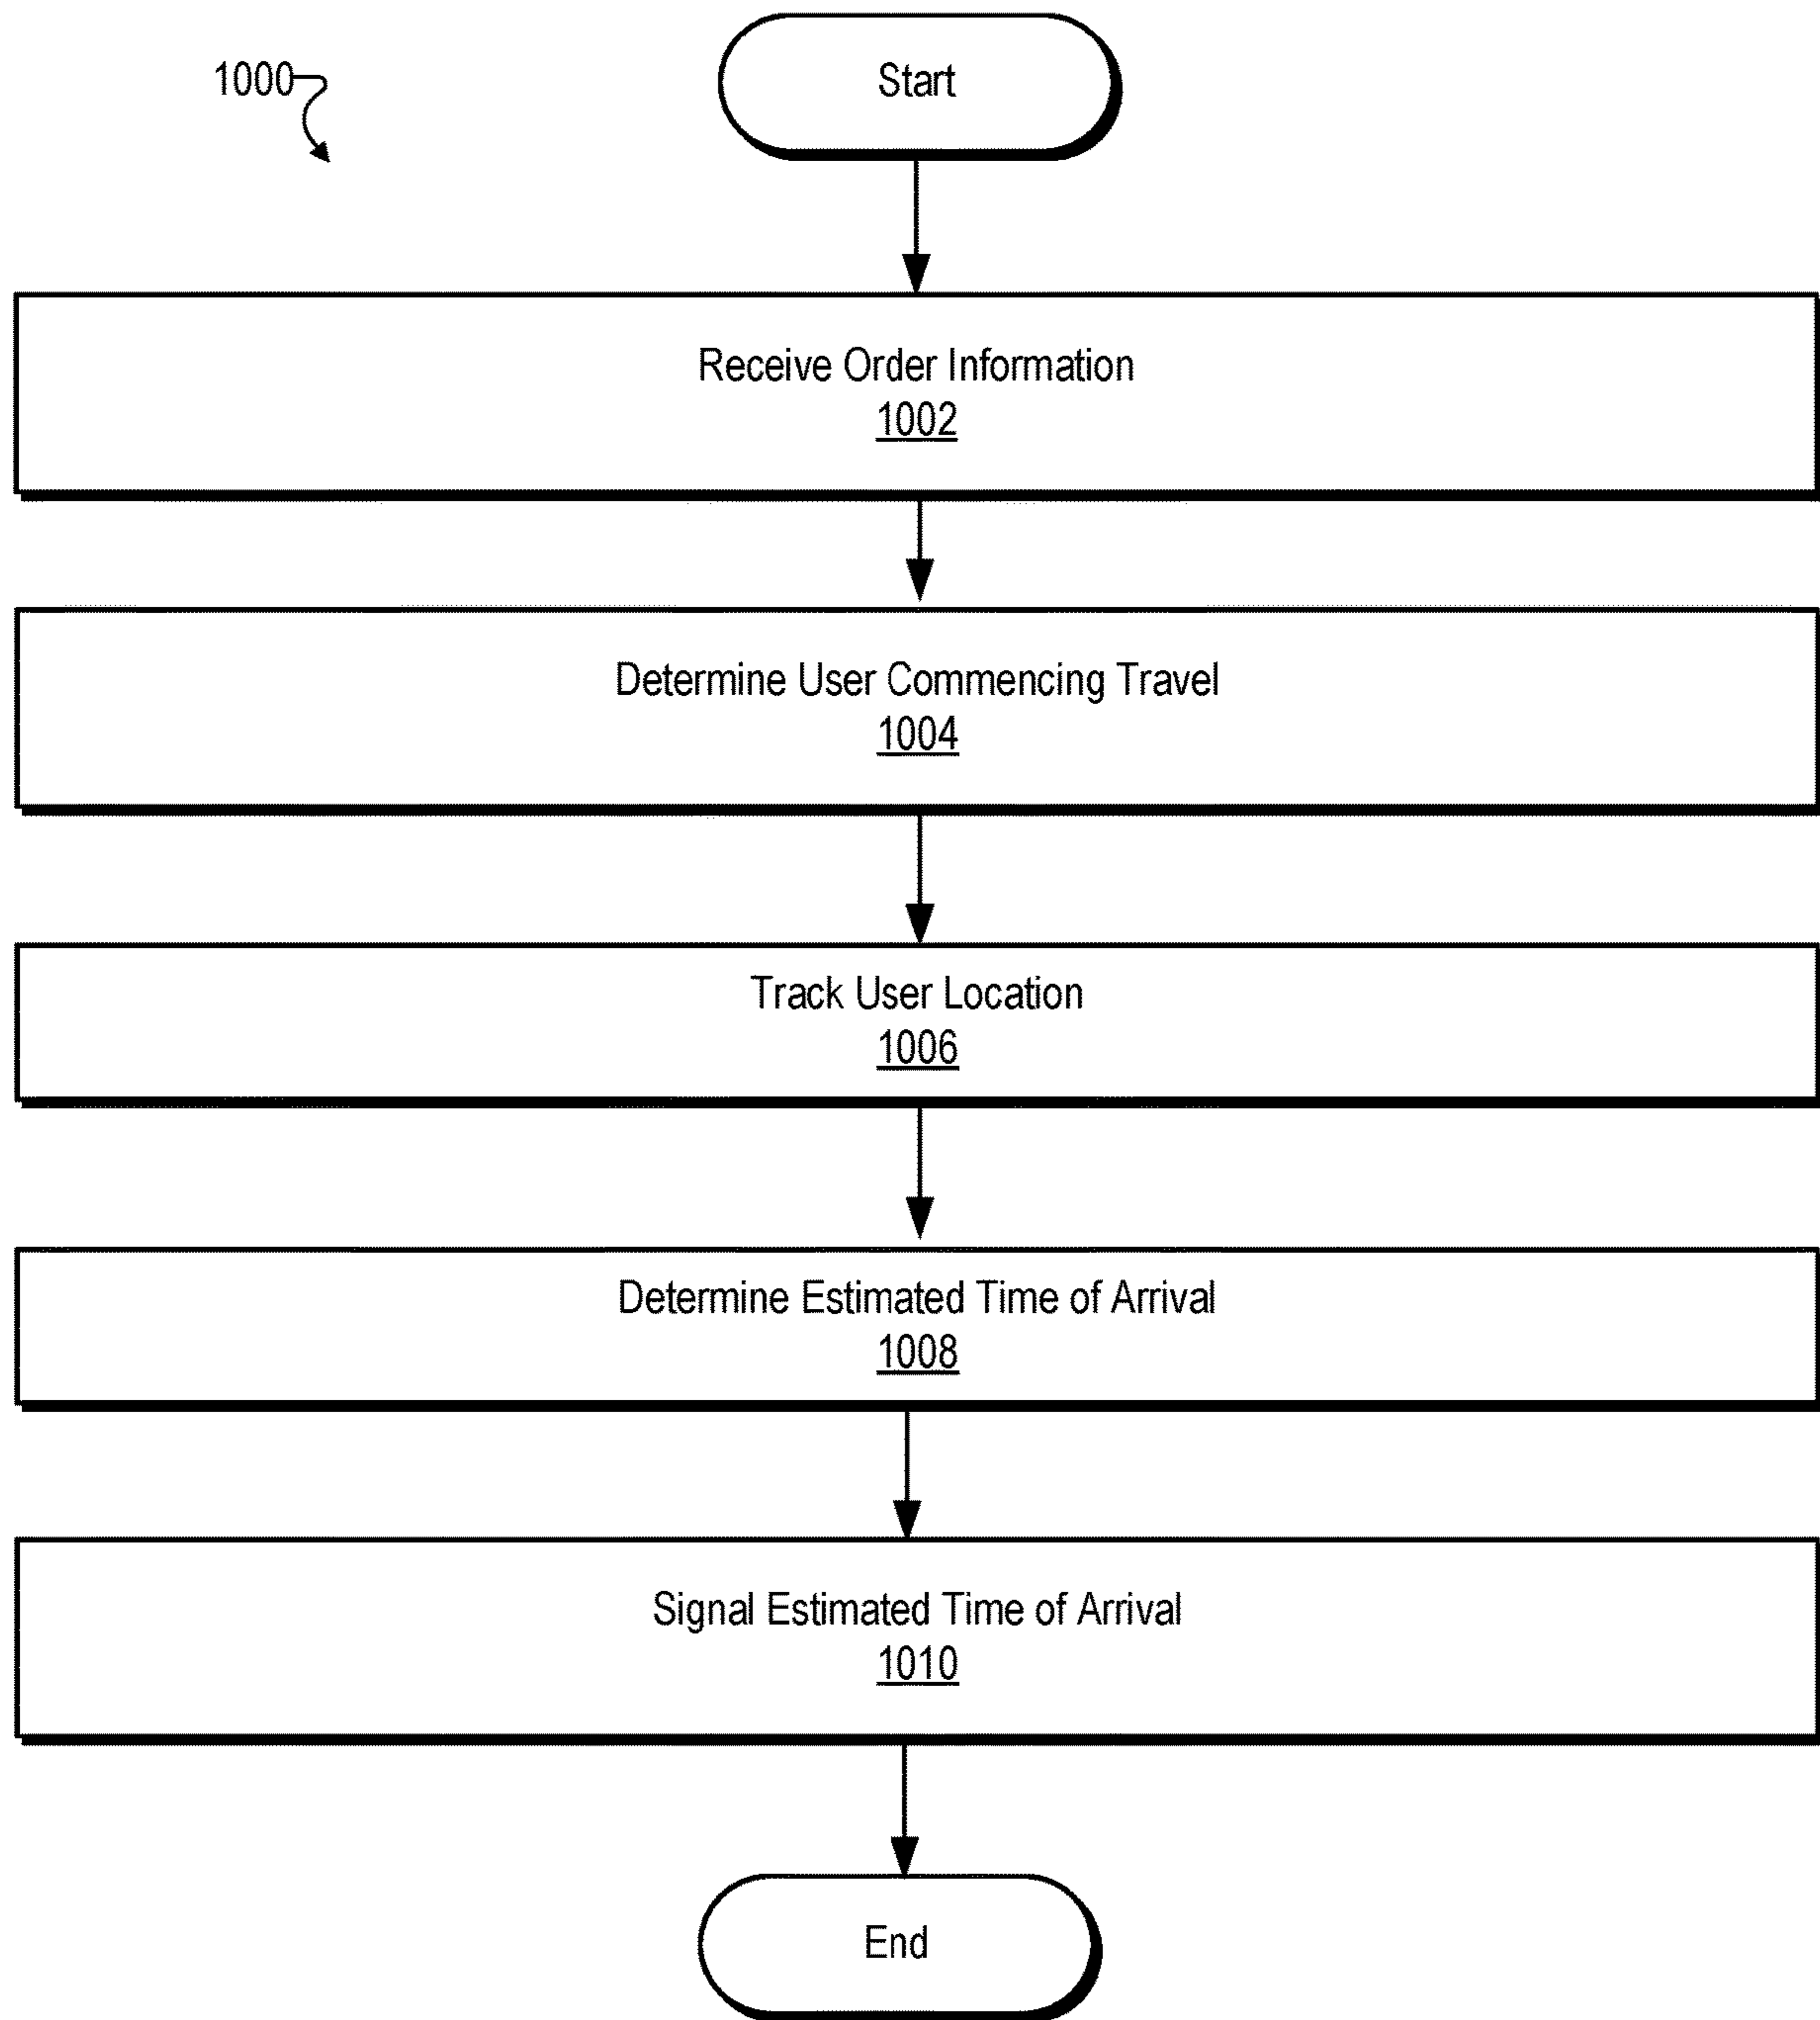 1000
Start
Receive Order Information
1002
Determine User Commencing Travel
1004
Track User Location
1006
Determine Estimated Time of Arrival
1008
Signal Estimated Time of Arrival
1010
End